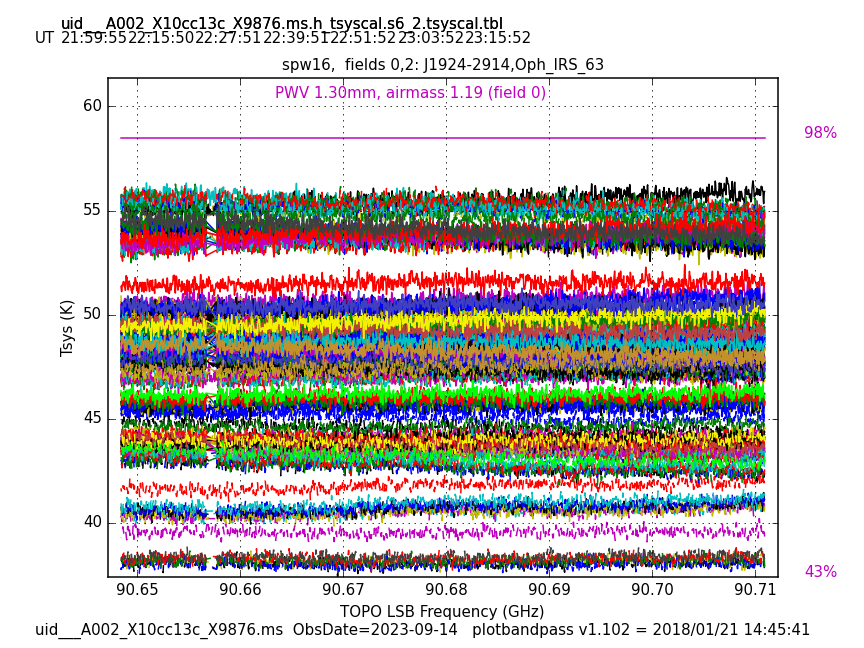 uid___A002_X10cc13c_X9876.ms.h_tsyscal.s6_2.tsyscal.tbl
UT 21:59:55 22:15:50 22:27:51 22:39:51 22:51:52 23:03:52 23:15:52
spw16, fields 0,2: J1924-2914,Oph_IRS_63
PWV 1.30mm, airmass 1.19 (field 0)
60
98%
55
50
Tsys (K)
45
40
43%
90.65 90.66 90.67 90.68 90.69 90.70 90.71
TOPO LSB Frequency (GHz)
uid___A002_X10cc13c_X9876.ms ObsDate=2023-09-14 plotbandpass v1.102 = 2018/01/21 14:45:41